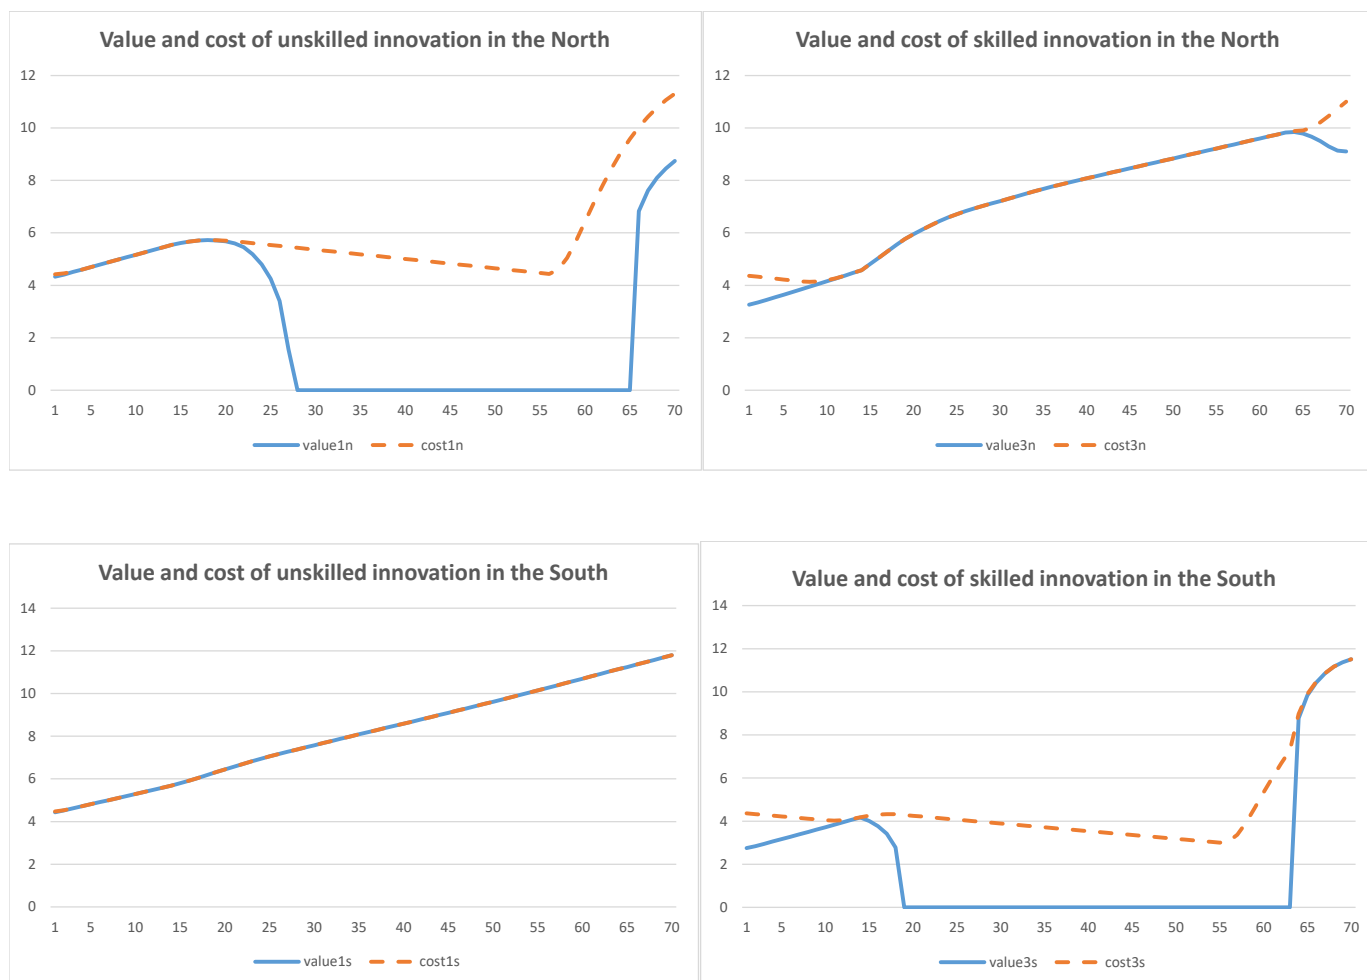 Value and cost of unskilled innovation in the North
12
10
8
6
4
2
0
1 5 10 15 20 25 30 35 40 45 50 55 60 65 70
value1n cost1n
Value and cost of skilled innovation in the North
12
10
8
6
4
2
0
1 5 10 15 20 25 30 35 40 45 50 55 60 65 70
value3n cost3n
Value and cost of unskilled innovation in the South
14
12
10
8
6
4
2
0
1 5 10 15 20 25 30 35 40 45 50 55 60 65 70
value1s cost1s
Value and cost of skilled innovation in the South
14
12
10
8
6
4
2
0
1 5 10 15 20 25 30 35 40 45 50 55 60 65 70
value3s cost3s